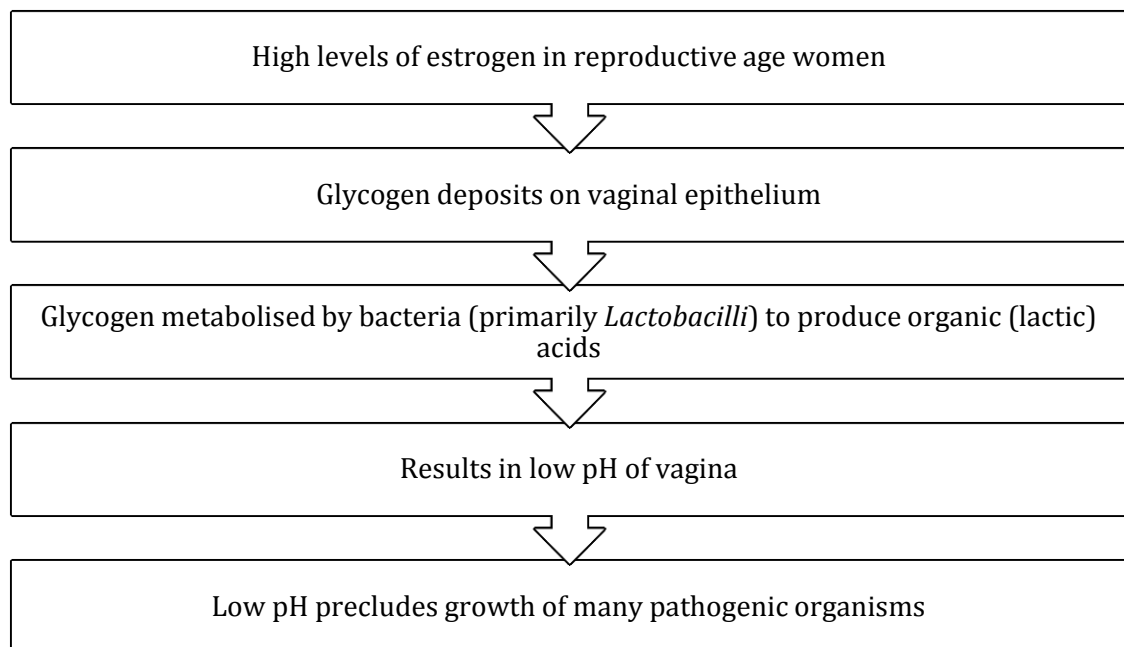 High levels of estrogen in reproductive age women
Glycogen deposits on vaginal epithelium
Glycogen metabolised by bacteria (primarily Lactobacilli) to produce organic (lactic)
acids
Results in low pH of vagina
Low pH precludes growth of many pathogenic organisms